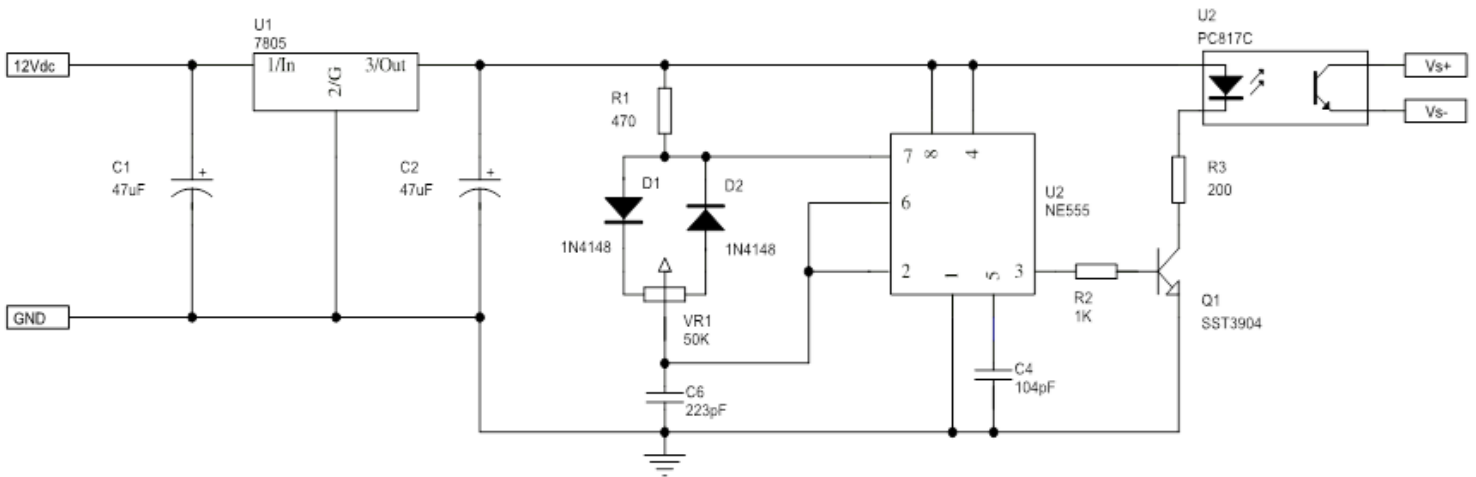 U1
7805
12Vdc
1/In
2/G
3/Out
U2
PC817C
Vs+
Vs-
R1
470
C1
47uF
+
C2
47uF
+
D1
1N4148
D2
1N4148
7
8
4
6
2
1
5
3
U2
NE555
R3
200
R2
1K
Q1
SST3904
GND
VR1
50K
C6
223pF
C4
104pF